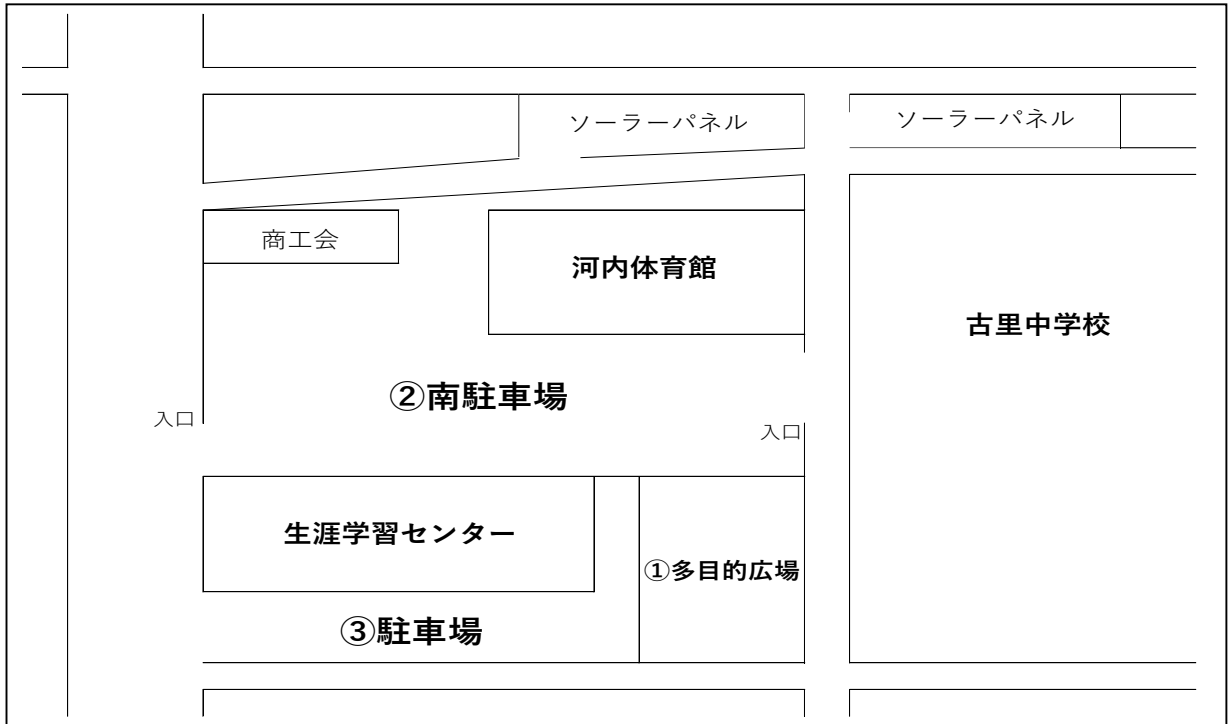 ソーラーパネル
ソーラーパネル
商工会
河内体育館
古里中学校
②南駐車場
入口
入口
生涯学習センター
①多目的広場
③駐車場